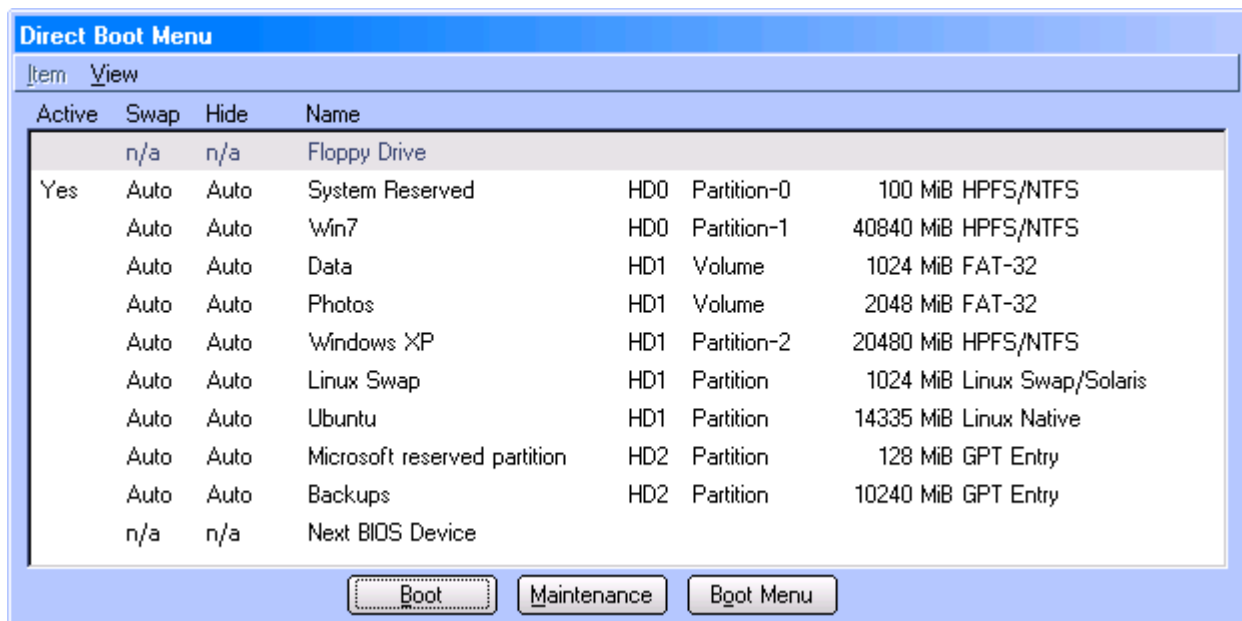 Direct Boot Menu
Item View
Active Swap Hide Name
n/a n/a Floppy Drive
Yes Auto Auto System Reserved HD0 Partition-0 100 MiB HPFS/NTFS
Auto Auto Win7 HD0 Partition-1 40840 MiB HPFS/NTFS
Auto Auto Data HD1 Volume 1024 MiB FAT-32
Auto Auto Photos HD1 Volume 2048 MiB FAT-32
Auto Auto Windows XP HD1 Partition-2 20480 MiB HPFS/NTFS
Auto Auto Linux Swap HD1 Partition 1024 MiB Linux Swap/Solaris
Auto Auto Ubuntu HD1 Partition 14335 MiB Linux Native
Auto Auto Microsoft reserved partition HD2 Partition 128 MiB GPT Entry
Auto Auto Backups HD2 Partition 10240 MiB GPT Entry
n/a n/a Next BIOS Device
Boot Maintenance Boot Menu